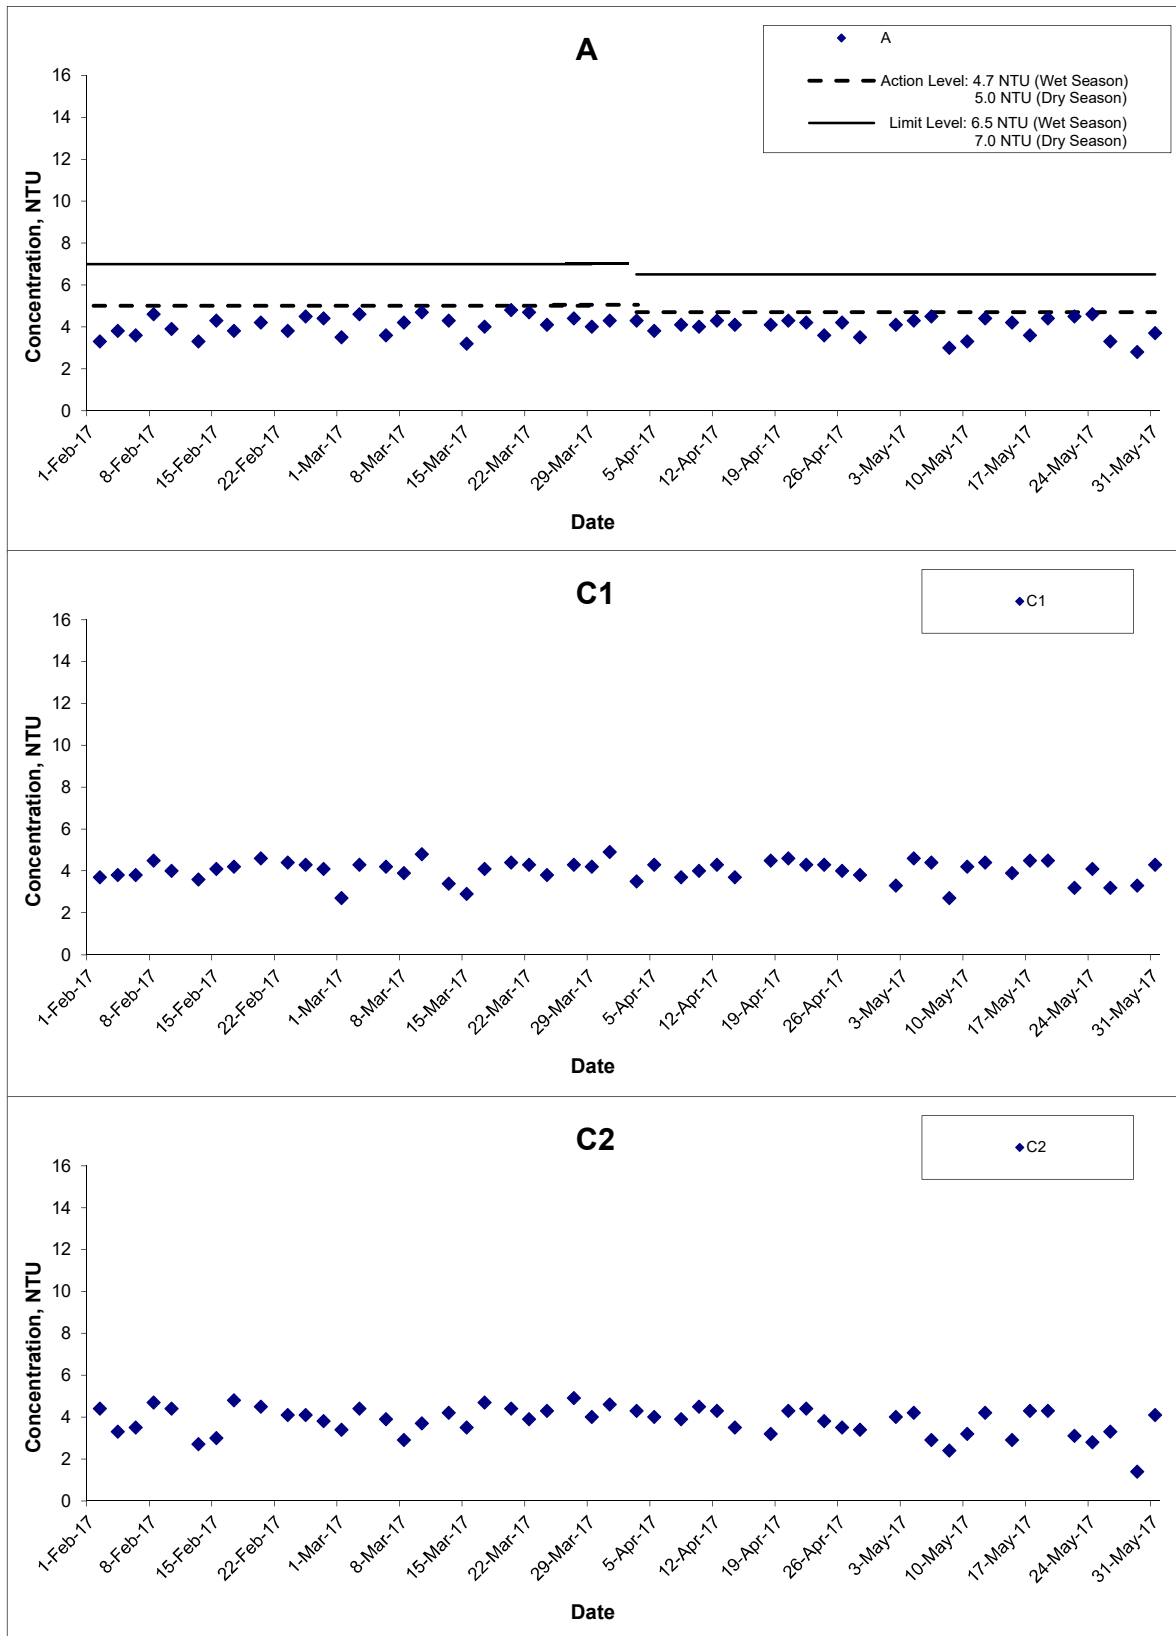 A
A
Action Level: 4.7 NTU (Wet Season)
5.0 NTU (Dry Season)
Limit Level: 6.5 NTU (Wet Season)
7.0 NTU (Dry Season)
Concentration, NTU
16
14
12
10
8
6
4
2
0
1-Feb-17
8-Feb-17
15-Feb-17
22-Feb-17
1-Mar-17
8-Mar-17
15-Mar-17
22-Mar-17
29-Mar-17
5-Apr-17
12-Apr-17
19-Apr-17
26-Apr-17
3-May-17
10-May-17
17-May-17
24-May-17
31-May-17
Date
C1
C1
Concentration, NTU
16
14
12
10
8
6
4
2
0
1-Feb-17
8-Feb-17
15-Feb-17
22-Feb-17
1-Mar-17
8-Mar-17
15-Mar-17
22-Mar-17
29-Mar-17
5-Apr-17
12-Apr-17
19-Apr-17
26-Apr-17
3-May-17
10-May-17
17-May-17
24-May-17
31-May-17
Date
C2
C2
Concentration, NTU
16
14
12
10
8
6
4
2
0
1-Feb-17
8-Feb-17
15-Feb-17
22-Feb-17
1-Mar-17
8-Mar-17
15-Mar-17
22-Mar-17
29-Mar-17
5-Apr-17
12-Apr-17
19-Apr-17
26-Apr-17
3-May-17
10-May-17
17-May-17
24-May-17
31-May-17
Date